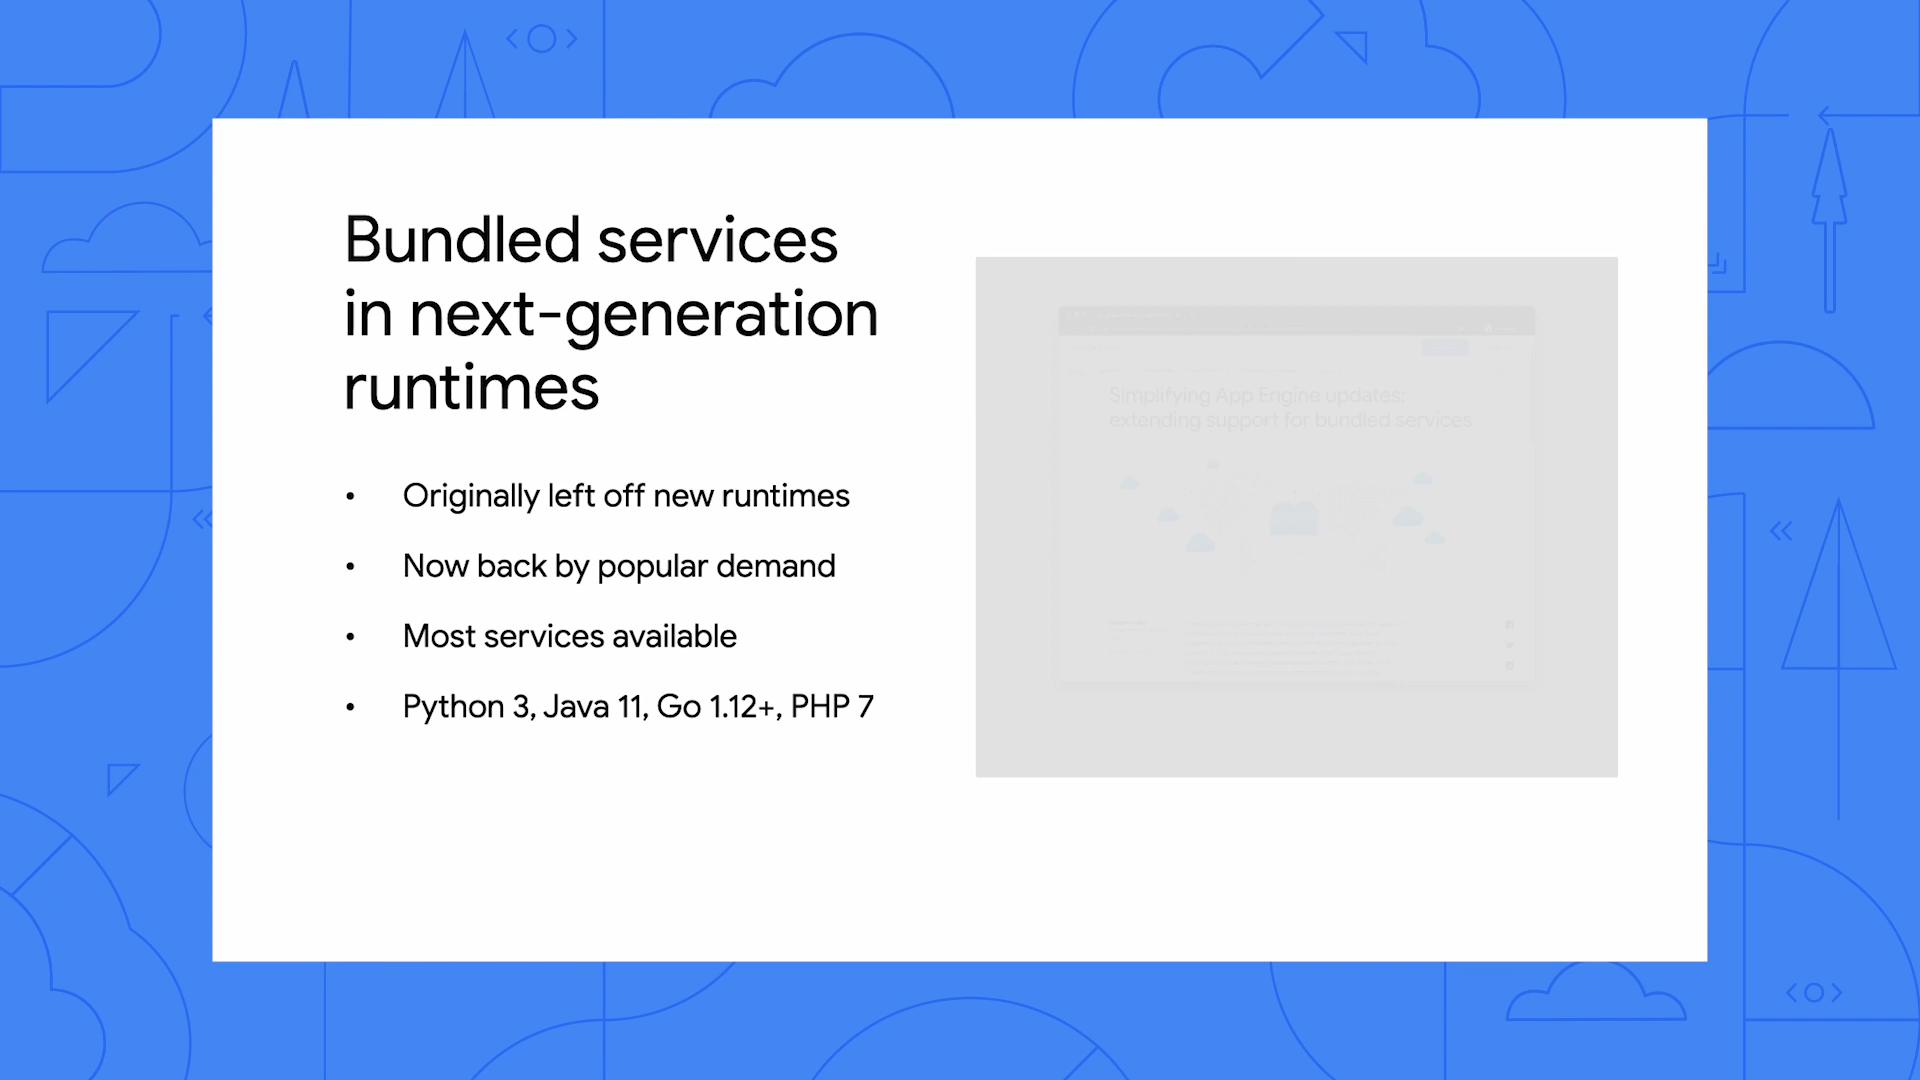 Bundled services
in next-generation
runtimes
• Originally left off new runtimes
• Now back by popular demand
• Most services available
• Python 3, Java 11, Go 1.12+, PHP 7
Simplifying App Engine updates:
extending support for bundled services